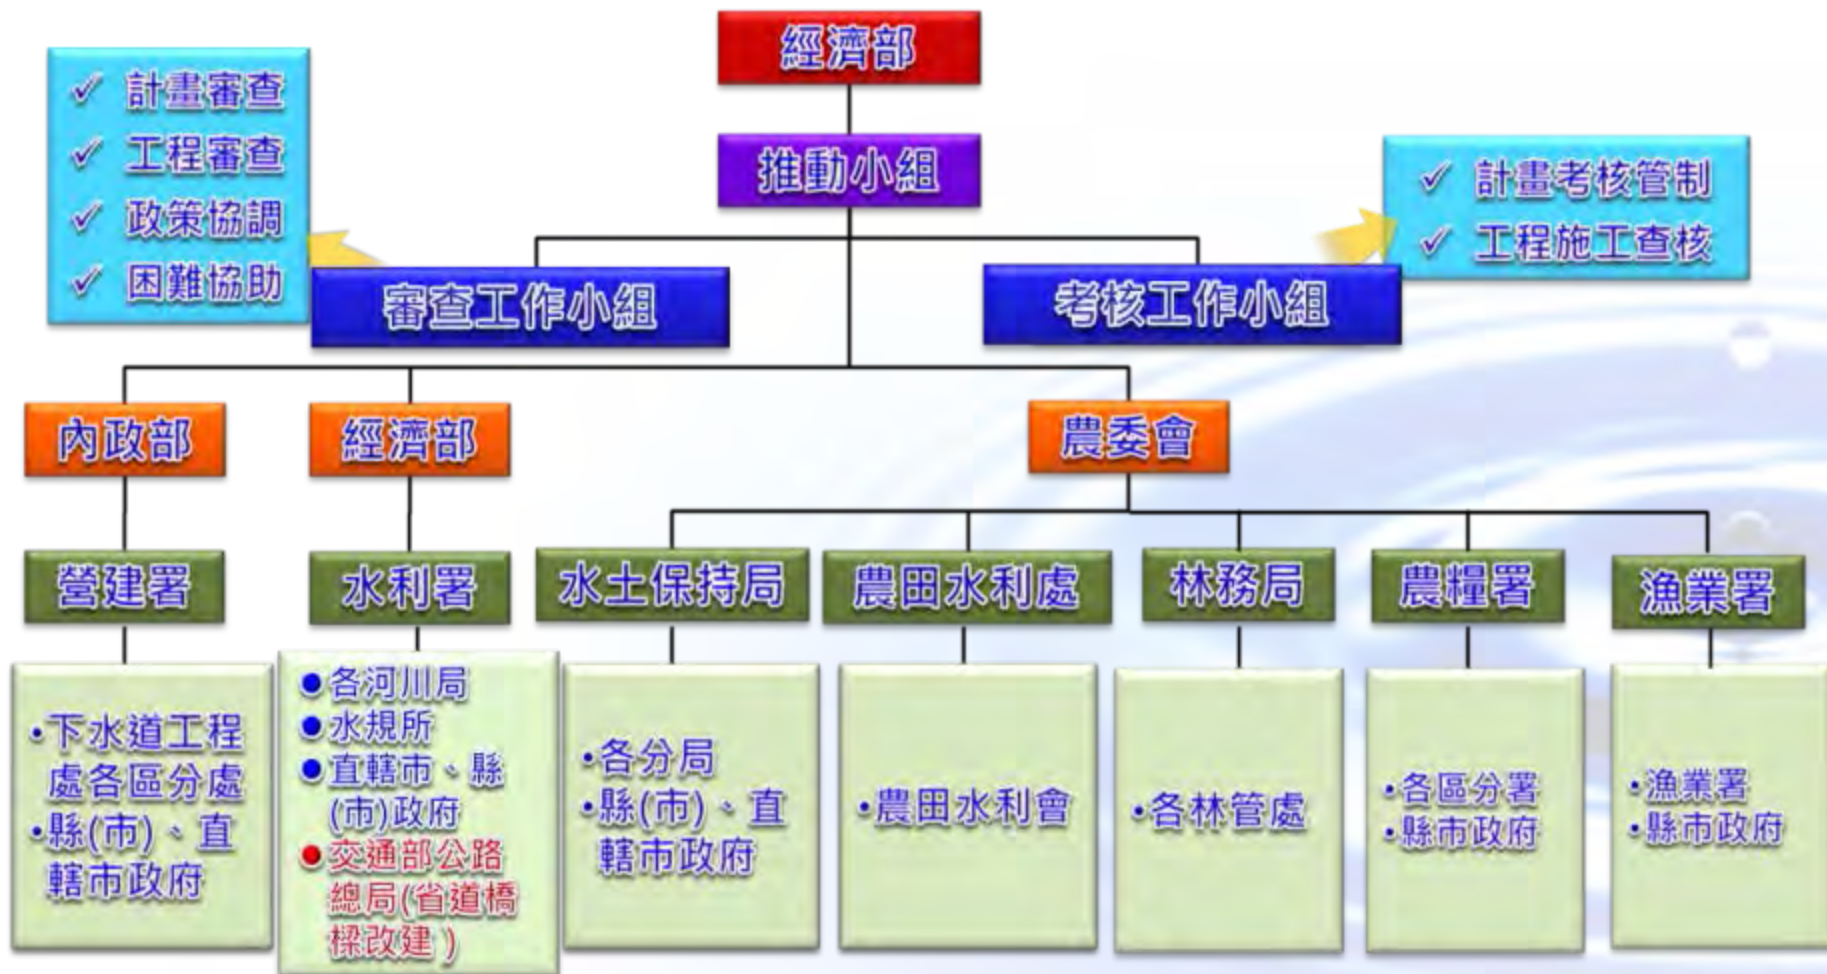 經濟部
推動小組
✓ 計畫審查
✓ 工程審查
✓ 政策協調
✓ 困難協助
✓ 計畫考核管制
✓ 工程施工查核
審查工作小組
考核工作小組
內政部
經濟部
農委會
營建署
水利署
水土保持局
農田水利處
林務局
農糧署
漁業署
•下水道工程
處各區分處
•縣(市)、直
轄市政府
●各河川局
●水規所
●直轄市、縣
(市)政府
●交通部公路
總局(省道橋
樑改建)
•各分局
•縣(市)、直
轄市政府
•農田水利會
•各林管處
•各區分署
•縣市政府
•漁業署
•縣市政府